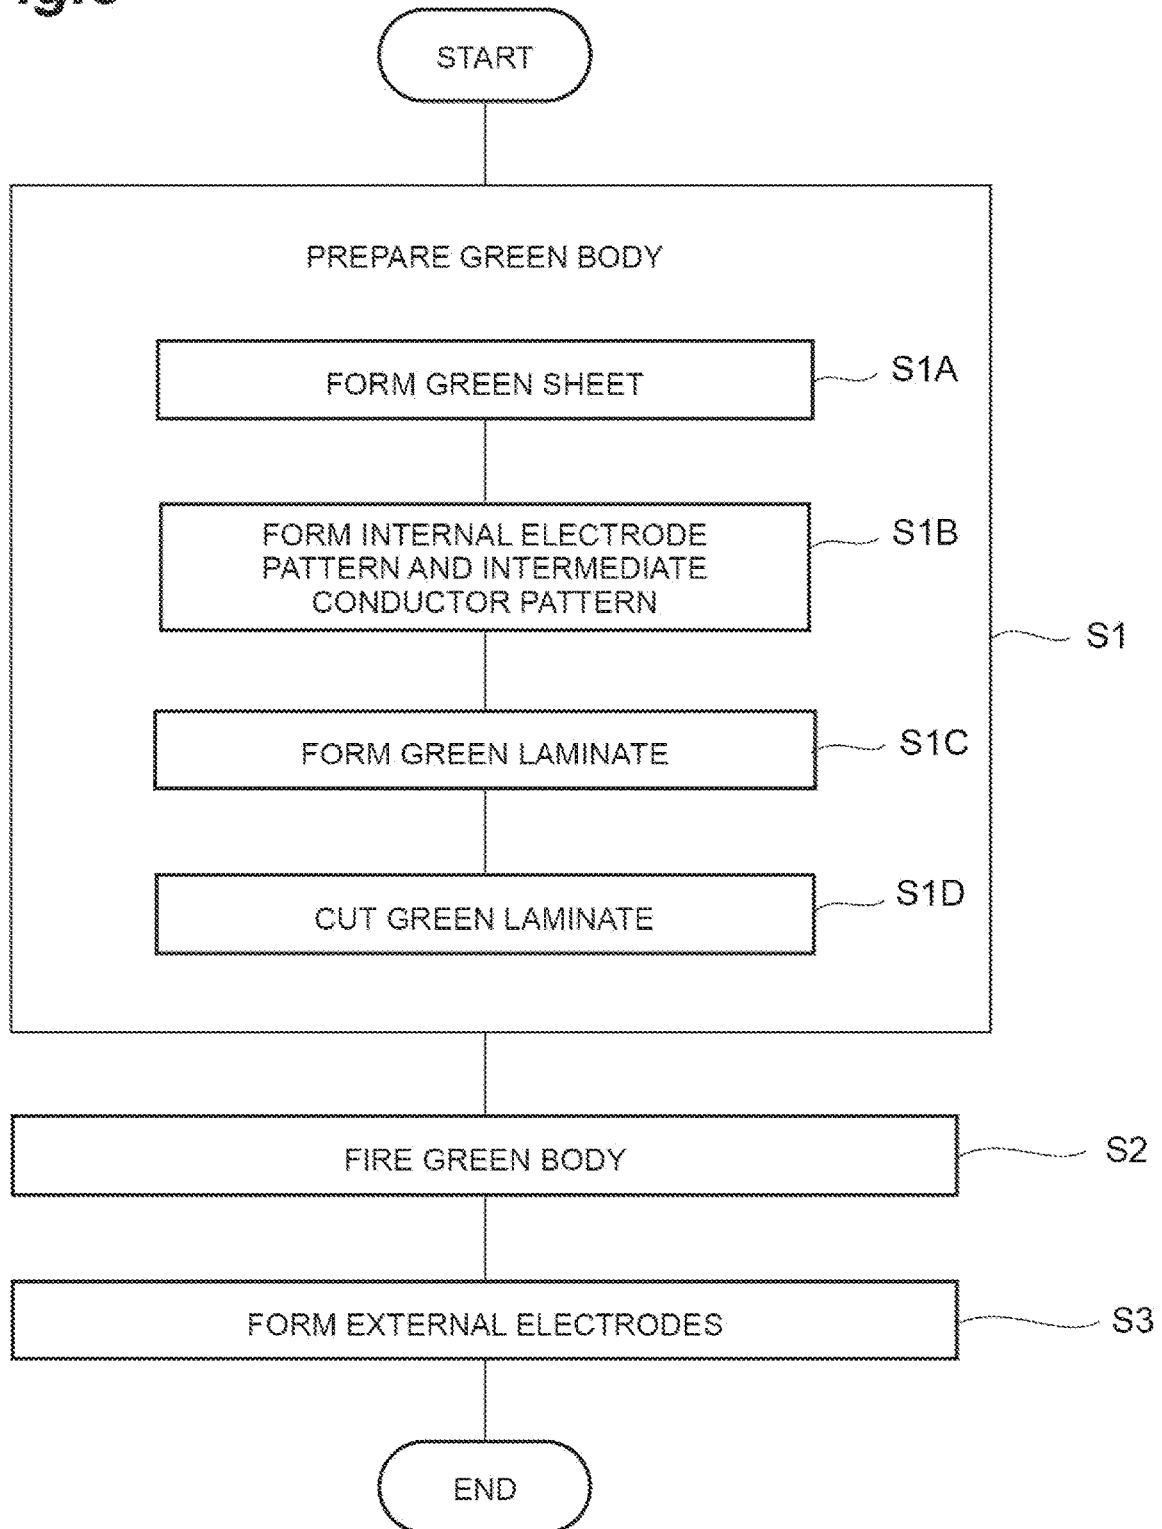 START
PREPARE GREEN BODY
FORM GREEN SHEET
S1A
FORM INTERNAL ELECTRODE
PATTERN AND INTERMEDIATE
CONDUCTOR PATTERN
S1B
S1
FORM GREEN LAMINATE
S1C
CUT GREEN LAMINATE
S1D
FIRE GREEN BODY
S2
FORM EXTERNAL ELECTRODES
S3
END